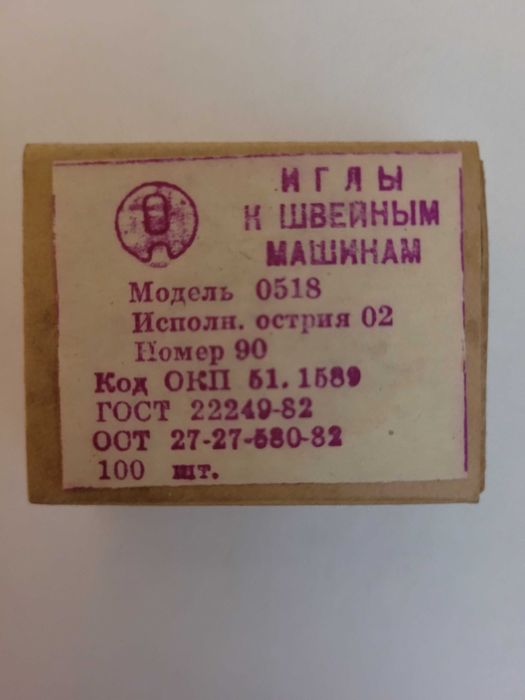 ИГЛЫ
К ШВЕЙНЫМ
МАШИНАМ
Модель 0518
Исполн. острия 02
Номер 90
Код ОКП 51.1589
ГОСТ 22249-82
ОСТ 27-27-580-82
100 шт.